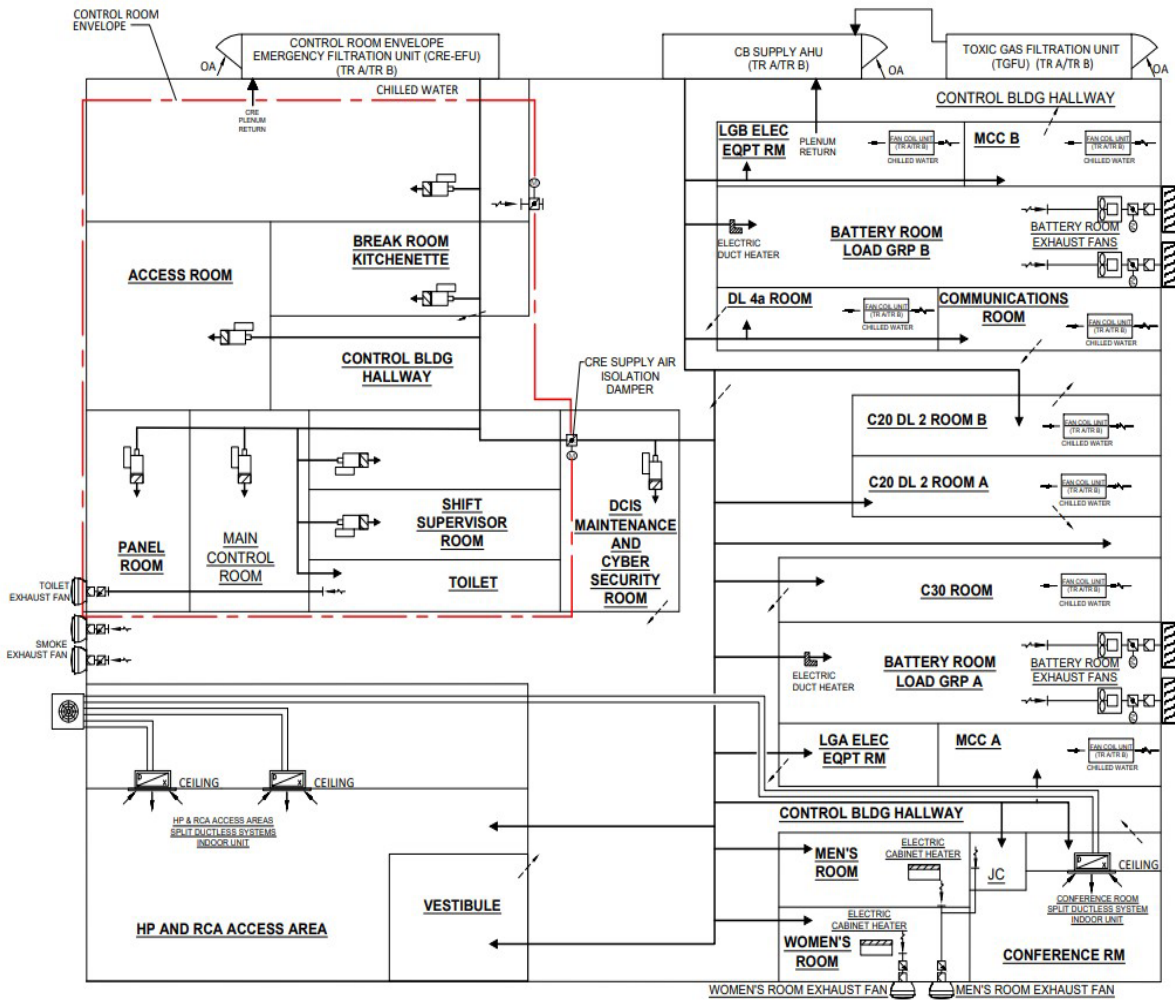 CONTROL ROOM
ENVELOPE
CONTROL ROOM ENVELOPE
EMERGENCY FILTRATION UNIT (CRE-EFU)
(TR A/TR B)
OA
CB SUPPLY AHU
(TR A/TR B)
OA
TOXIC GAS FILTRATION UNIT
(TGFU) (TR A/TR B)
OA
CHILLED WATER
CRE
PLENUM
RETURN
CONTROL BLDG HALLWAY
LGB ELEC
EQPT RM
PLENUM
RETURN
FAN COIL UNIT
(TR A/TR B)
CHILLED WATER
MCC B
FAN COIL UNIT
(TR A/TR B)
CHILLED WATER
BREAK ROOM
KITCHENETTE
ACCESS ROOM
ELECTRIC
DUCT HEATER
BATTERY ROOM
LOAD GRP B
BATTERY ROOM
EXHAUST FANS
DL 4a ROOM
FAN COIL UNIT
(TR A/TR B)
CHILLED WATER
COMMUNICATIONS
ROOM
FAN COIL UNIT
(TR A/TR B)
CHILLED WATER
CONTROL BLDG
HALLWAY
CRE SUPPLY AIR
ISOLATION
DAMPER
C20 DL 2 ROOM B
FAN COIL UNIT
(TR A/TR B)
CHILLED WATER
C20 DL 2 ROOM A
FAN COIL UNIT
(TR A/TR B)
CHILLED WATER
PANEL
ROOM
MAIN
CONTROL
ROOM
SHIFT
SUPERVISOR
ROOM
TOILET
DCIS
MAINTENANCE
AND
CYBER
SECURITY
ROOM
TOILET
EXHAUST FAN
SMOKE
EXHAUST FAN
C30 ROOM
FAN COIL UNIT
(TR A/TR B)
CHILLED WATER
ELECTRIC
DUCT HEATER
BATTERY ROOM
LOAD GRP A
BATTERY ROOM
EXHAUST FANS
LGA ELEC
EQPT RM
MCC A
FAN COIL UNIT
(TR A/TR B)
CHILLED WATER
D
X
CEILING
D
X
CEILING
HP & RCA ACCESS AREAS
SPLIT DUCTLESS SYSTEMS
INDOOR UNIT
CONTROL BLDG HALLWAY
MEN'S
ROOM
ELECTRIC
CABINET HEATER
JC
D
X
CEILING
CONFERENCE ROOM
SPLIT DUCTLESS SYSTEM
INDOOR UNIT
VESTIBULE
HP AND RCA ACCESS AREA
ELECTRIC
CABINET HEATER
WOMEN'S
ROOM
CONFERENCE RM
WOMEN'S ROOM EXHAUST FAN
MEN'S ROOM EXHAUST FAN